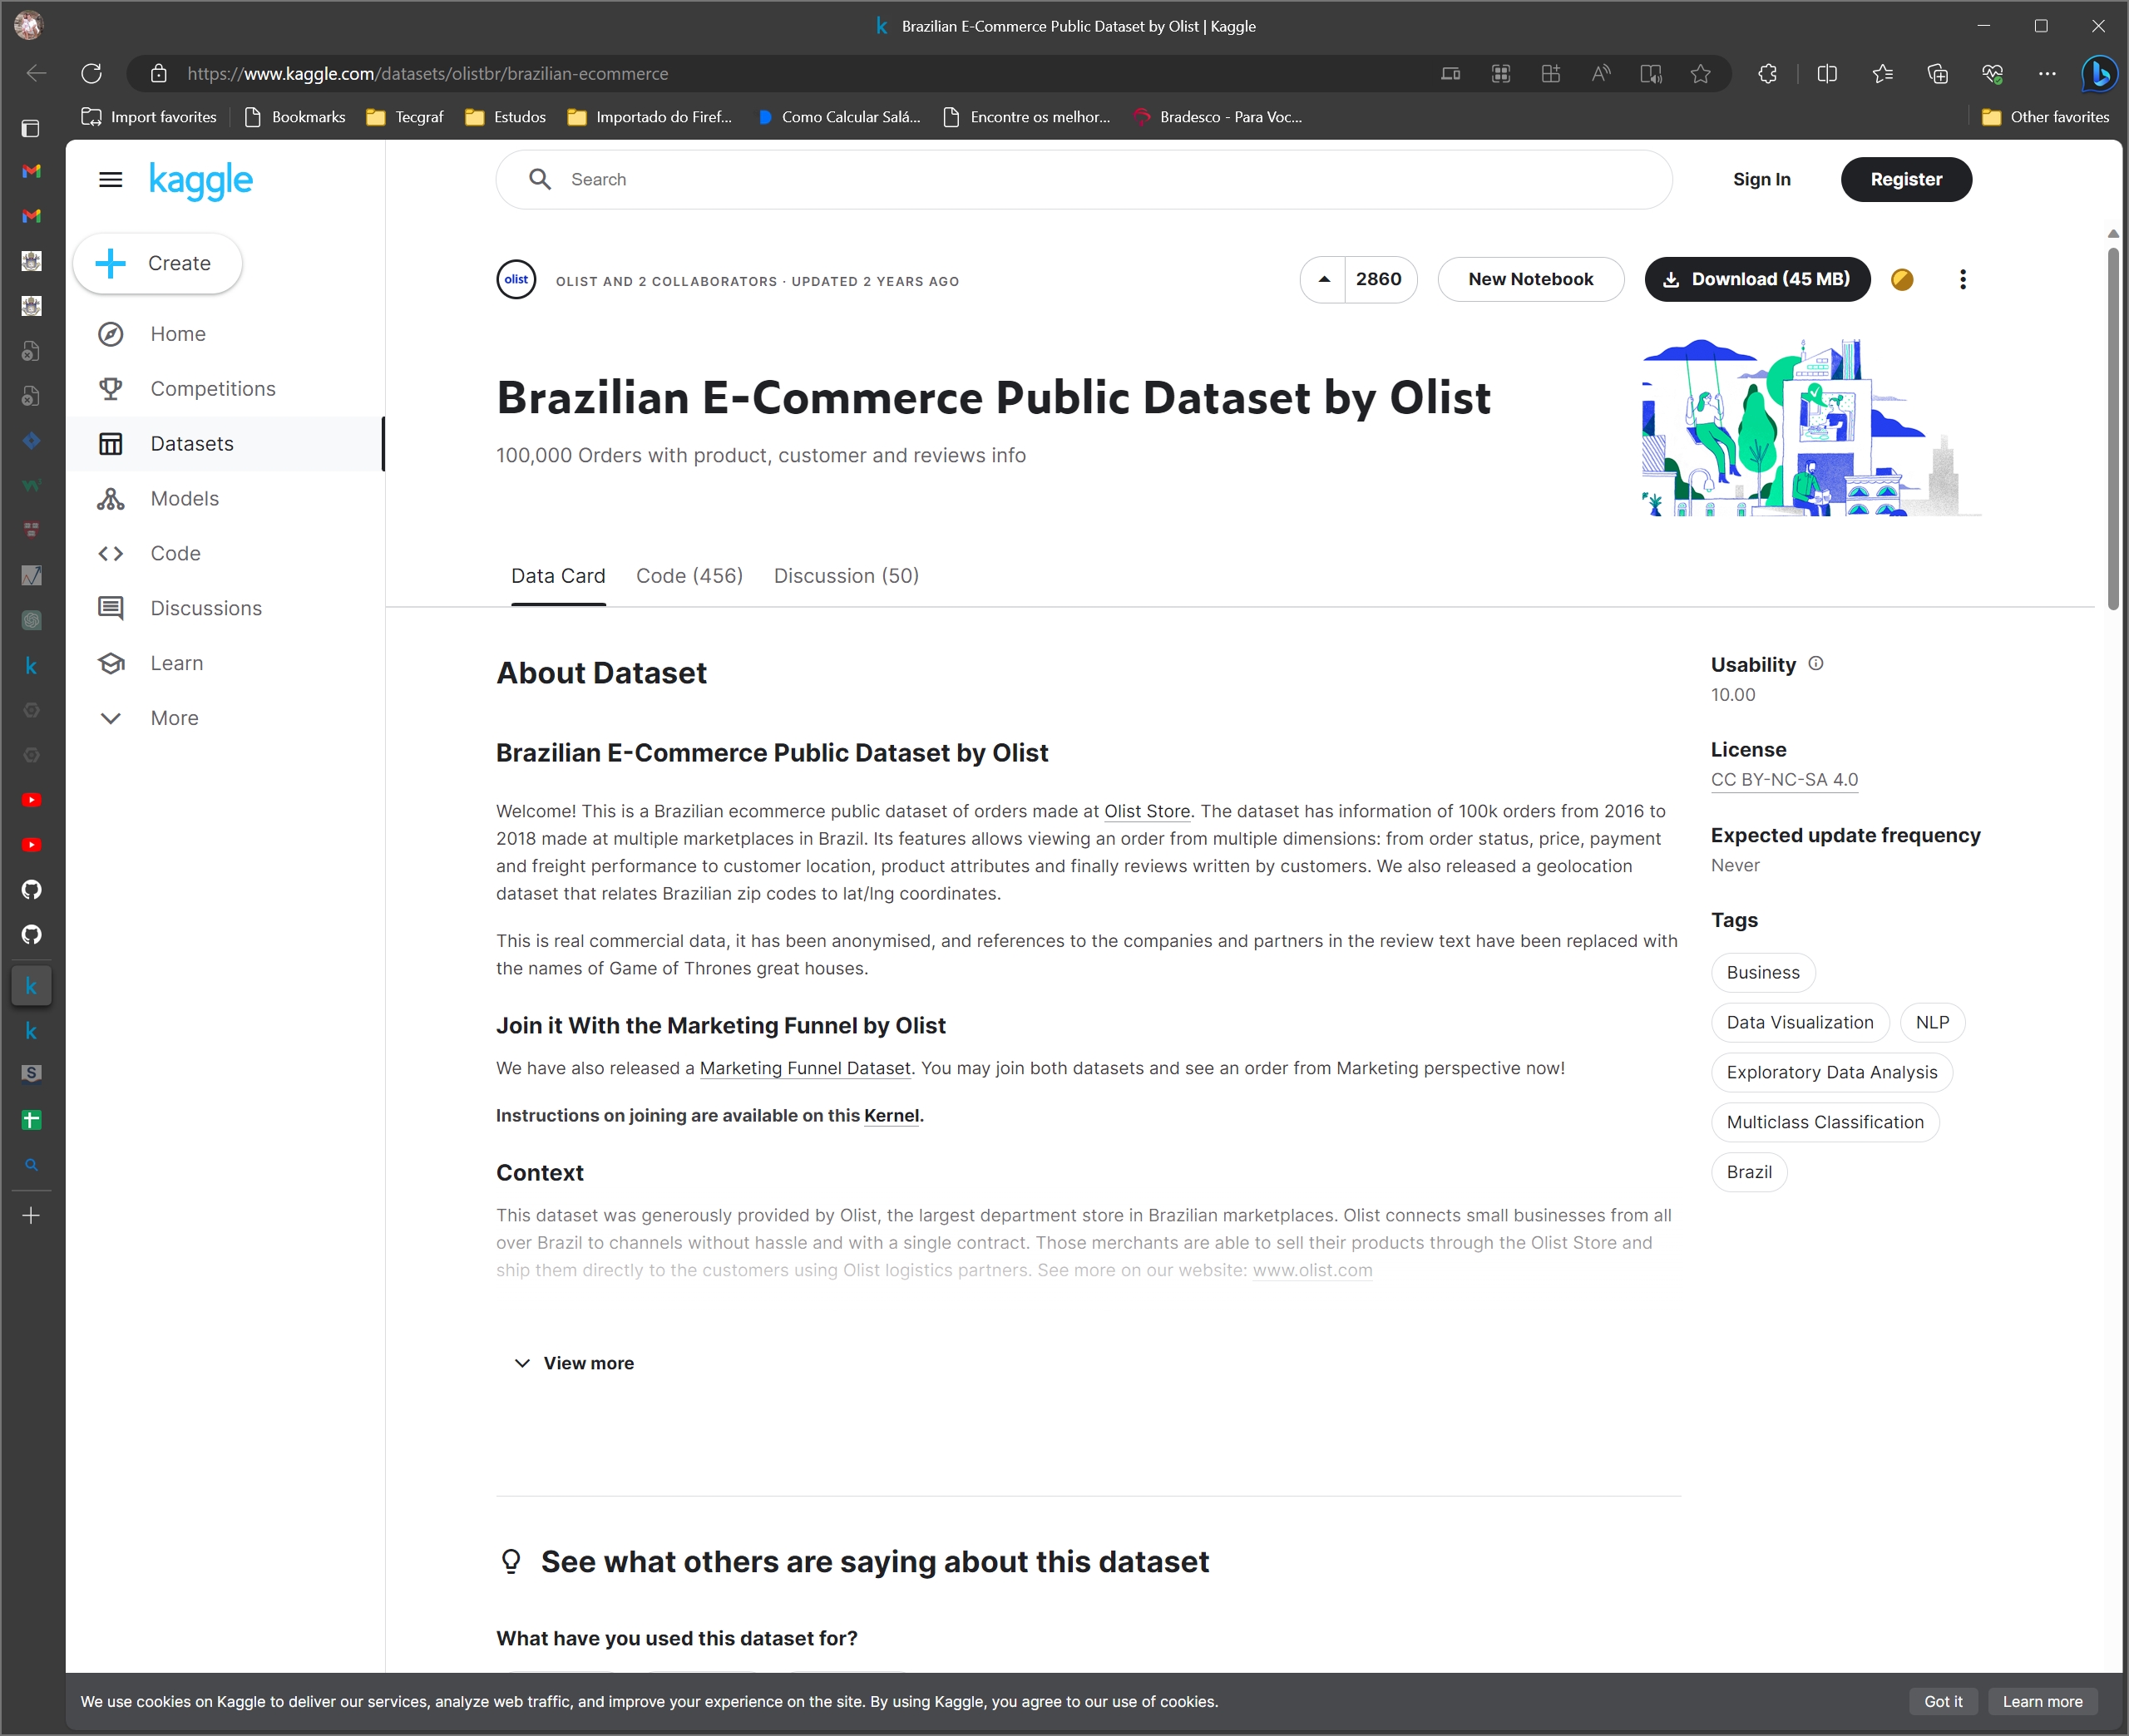 Brazilian E-Commerce Public Dataset by Olist | Kaggle
https://www.kaggle.com/datasets/olistbr/brazilian-ecommerce
Import favorites
Bookmarks
Tecgraf
Estudos
Importado do Firef...
Como Calcular Salá...
Encontre os melhor...
Bradesco - Para Voc...
Other favorites
kaggle
Search
Sign In
Register
Create
Home
Competitions
Datasets
Models
Code
Discussions
Learn
More
olist
OLIST AND 2 COLLABORATORS · UPDATED 2 YEARS AGO
2860
New Notebook
Download (45 MB)
Brazilian E-Commerce Public Dataset by Olist
100,000 Orders with product, customer and reviews info
Data Card
Code (456)
Discussion (50)
About Dataset
Brazilian E-Commerce Public Dataset by Olist
Welcome! This is a Brazilian ecommerce public dataset of orders made at Olist Store. The dataset has information of 100k orders from 2016 to
2018 made at multiple marketplaces in Brazil. Its features allows viewing an order from multiple dimensions: from order status, price, payment
and freight performance to customer location, product attributes and finally reviews written by customers. We also released a geolocation
dataset that relates Brazilian zip codes to lat/lng coordinates.
This is real commercial data, it has been anonymised, and references to the companies and partners in the review text have been replaced with
the names of Game of Thrones great houses.
Join it With the Marketing Funnel by Olist
We have also released a Marketing Funnel Dataset. You may join both datasets and see an order from Marketing perspective now!
Instructions on joining are available on this Kernel.
Context
This dataset was generously provided by Olist, the largest department store in Brazilian marketplaces. Olist connects small businesses from all
over Brazil to channels without hassle and with a single contract. Those merchants are able to sell their products through the Olist Store and
ship them directly to the customers using Olist logistics partners. See more on our website: www.olist.com
View more
Usability
10.00
License
CC BY-NC-SA 4.0
Expected update frequency
Never
Tags
Business
Data Visualization
NLP
Exploratory Data Analysis
Multiclass Classification
Brazil
See what others are saying about this dataset
What have you used this dataset for?
We use cookies on Kaggle to deliver our services, analyze web traffic, and improve your experience on the site. By using Kaggle, you agree to our use of cookies.
Got it
Learn more